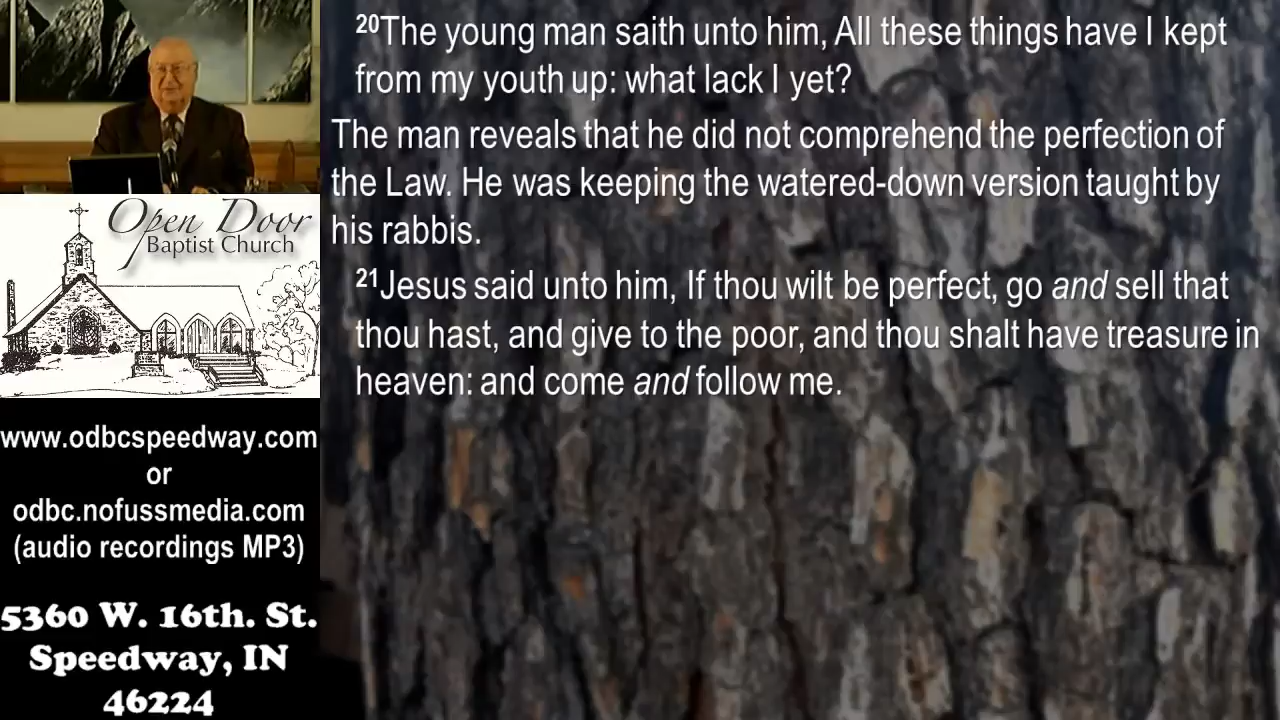 Open Door
Baptist Church
www.odbcspeedway.com
or
odbc.nofussmedia.com
(audio recordings MP3)
5360 W. 16th. St.
Speedway, IN
46224
20The young man saith unto him, All these things have I kept
from my youth up: what lack I yet?
The man reveals that he did not comprehend the perfection of
the Law. He was keeping the watered-down version taught by
his rabbis.
21Jesus said unto him, If thou wilt be perfect, go and sell that
thou hast, and give to the poor, and thou shalt have treasure in
heaven: and come and follow me.